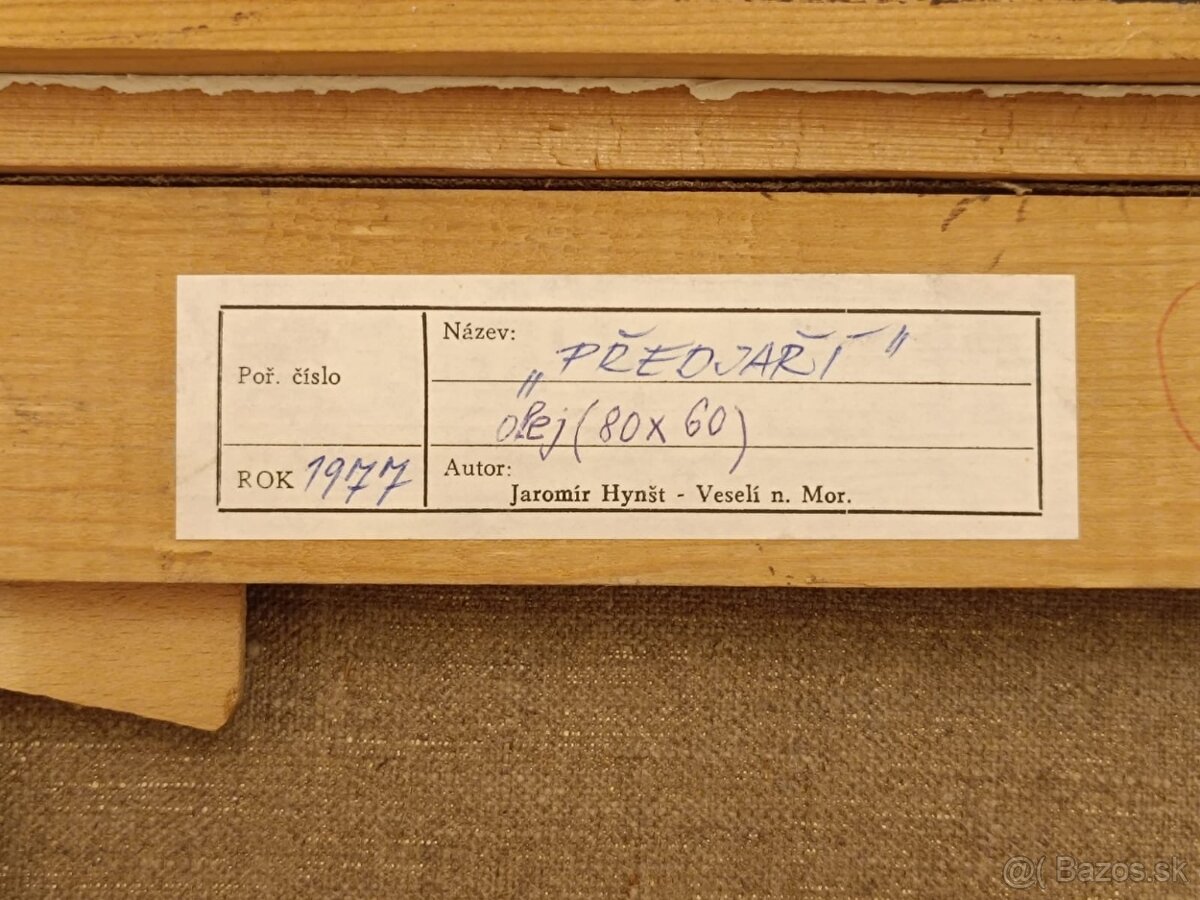 Název:
„PŘEDJAŘÍ"
Poř. číslo
olej (80x60)
ROK 1977
Autor:
Jaromír Hynšt - Veselí n. Mor.
@( Bazos.sk